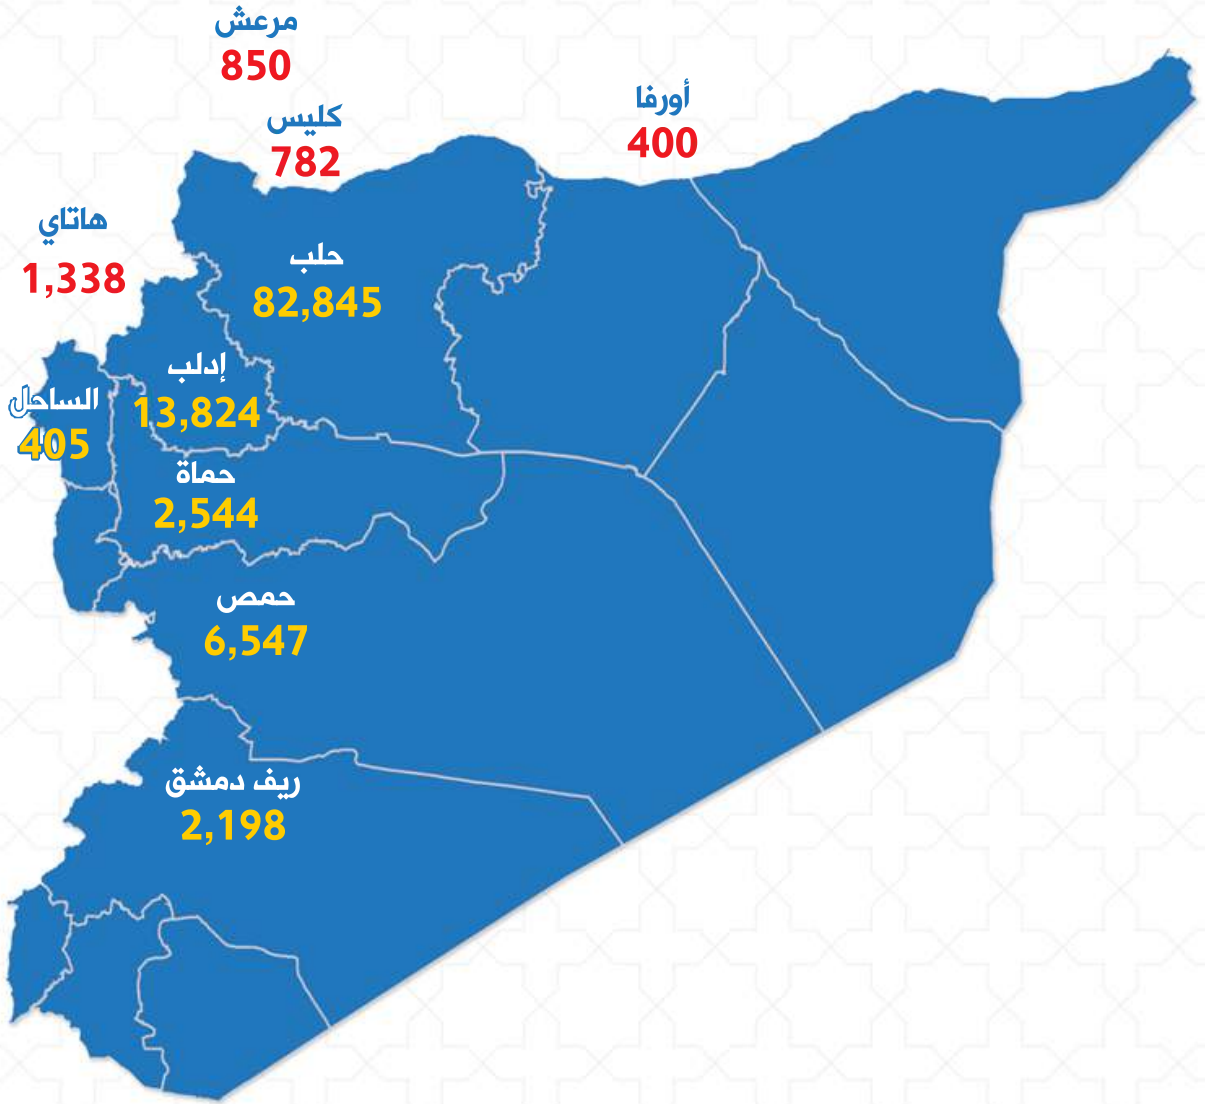 مرعش
850
كليس
782
أورفا
400
هاتاي
1,338
حلب
82,845
إدلب
13,824
الساحل
405
حماة
2,544
حمص
6,547
ريف دمشق
2,198